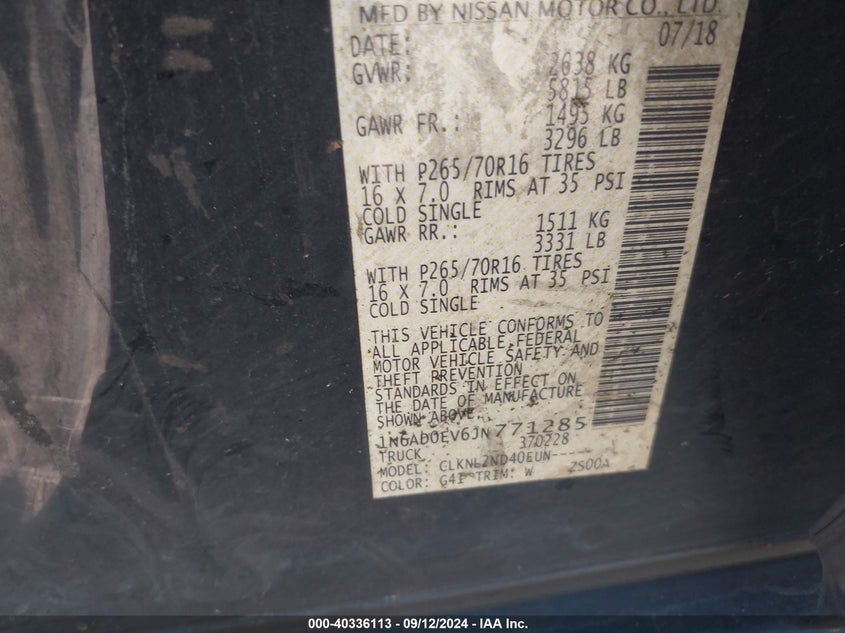 MFD BY NISSAN MOTOR CO., LTD.
DATE: 07/18
GVWR: 2638 KG
5815 LB
GAWR FR.: 1495 KG
3296 LB
WITH P265/70R16 TIRES
16 X 7.0 RIMS AT 35 PSI
COLD SINGLE
GAWR RR.: 1511 KG
3331 LB
WITH P265/70R16 TIRES
16 X 7.0 RIMS AT 35 PSI
COLD SINGLE
THIS VEHICLE CONFORMS TO
ALL APPLICABLE FEDERAL
MOTOR VEHICLE SAFETY AND
THEFT PREVENTION
STANDARDS IN EFFECT ON
THE DATE OF MANUFACTURE
SHOWN ABOVE.
1N6AD0EV6JN771285
TRUCK 370228
MODEL: CLKNL2ND40EUN-----
COLOR: G41 TRIM: W ZS00A
000-40336113 — 09/12/2024 — IAA Inc.